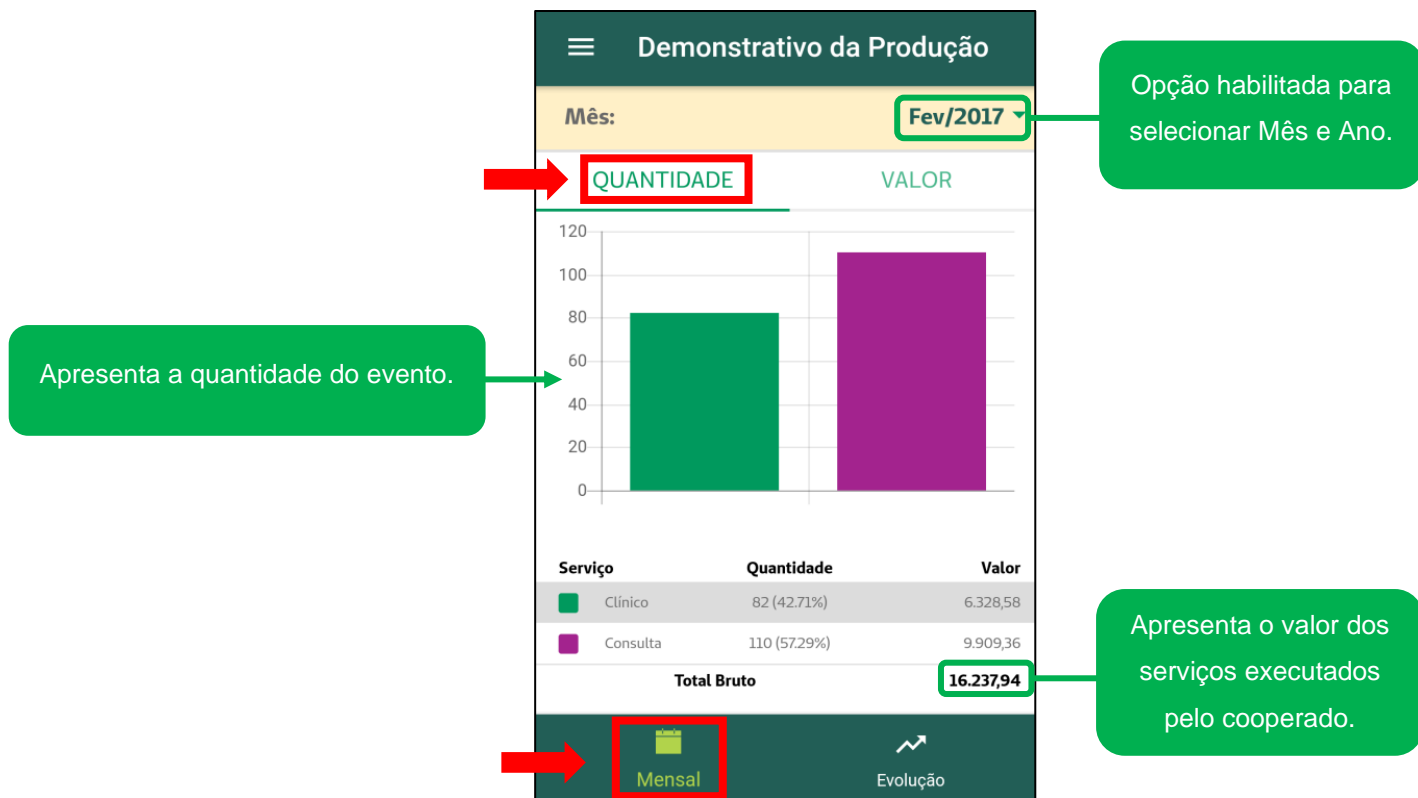 Demonstrativo da Produção
Mês:
Fev/2017
Opção habilitada para
selecionar Mês e Ano.
QUANTIDADE
VALOR
120
100
80
60
40
20
0
Apresenta a quantidade do evento.
Serviço Quantidade Valor
Clínico 82 (42.71%) 6.328,58
Consulta 110 (57.29%) 9.909,36
Total Bruto 16.237,94
Apresenta o valor dos
serviços executados
pelo cooperado.
Mensal
Evolução